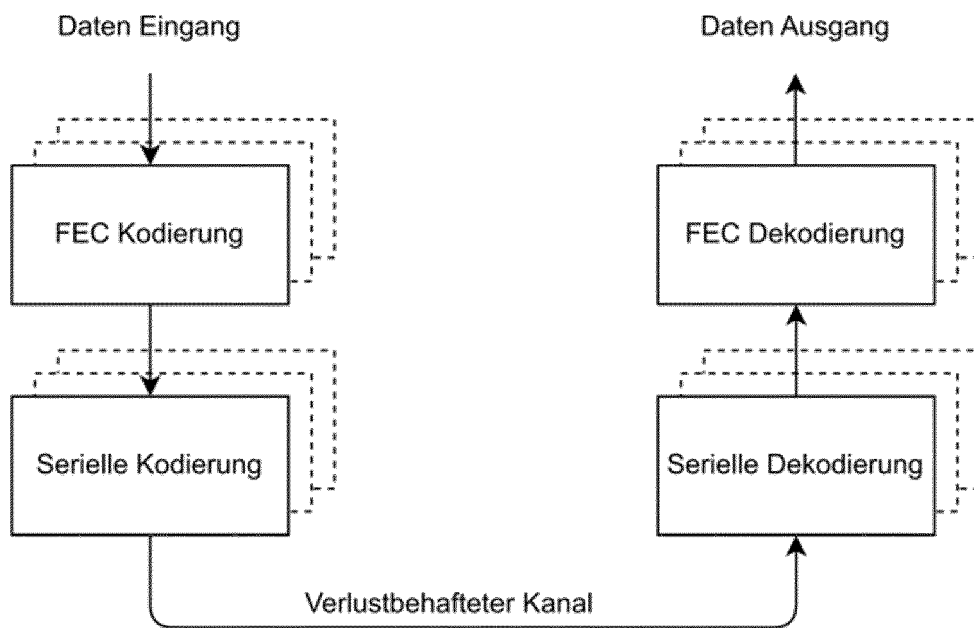 Daten Eingang
Daten Ausgang
FEC Kodierung
FEC Dekodierung
Serielle Kodierung
Serielle Dekodierung
Verlustbehafteter Kanal